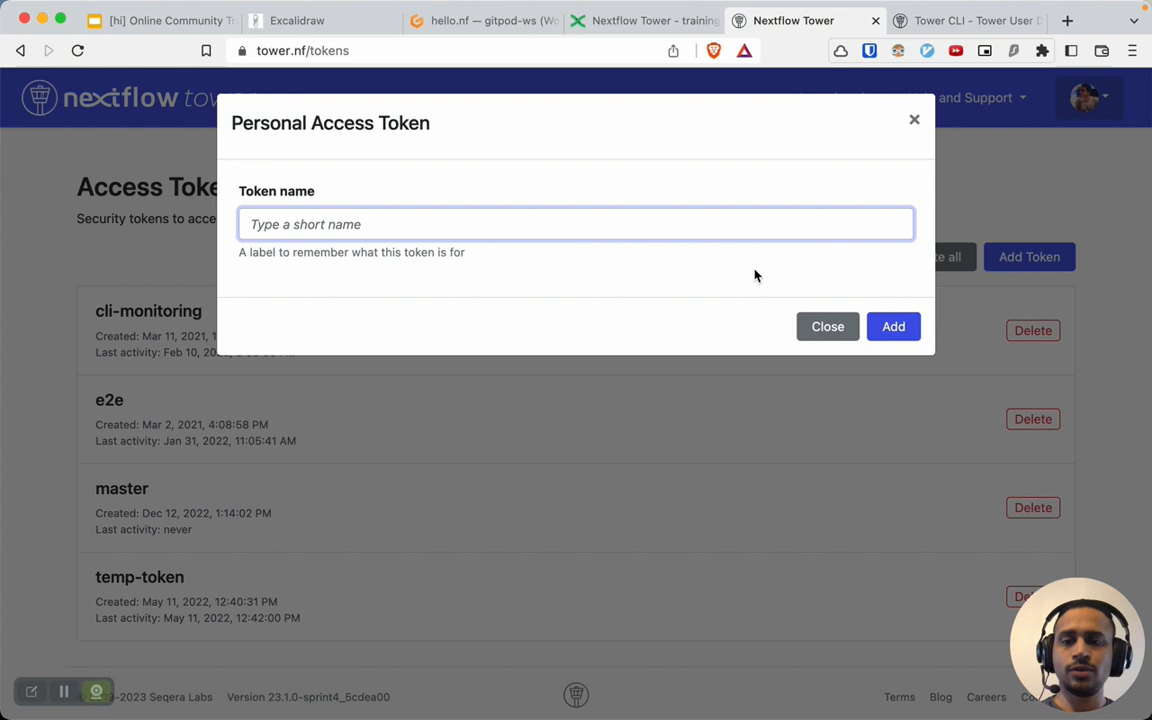 [hi] Online Community Tr
Excalidraw
hello.nf — gitpod-ws (Wo
Nextflow Tower - training
Nextflow Tower
Tower CLI - Tower User D
tower.nf/tokens
nextflow
and Support
Personal Access Token
Token name
Type a short name
A label to remember what this token is for
Close
Add
Access Toke
Security tokens to acce
te all
Add Token
cli-monitoring
Created: Mar 11, 2021, 1
Last activity: Feb 10, 20
Delete
e2e
Created: Mar 2, 2021, 4:08:58 PM
Last activity: Jan 31, 2022, 11:05:41 AM
Delete
master
Created: Dec 12, 2022, 1:14:02 PM
Last activity: never
Delete
temp-token
Created: May 11, 2022, 12:40:31 PM
Last activity: May 11, 2022, 12:42:00 PM
De
-2023 Seqera Labs
Version 23.1.0-sprint4_5cdea00
Terms
Blog
Careers
Co